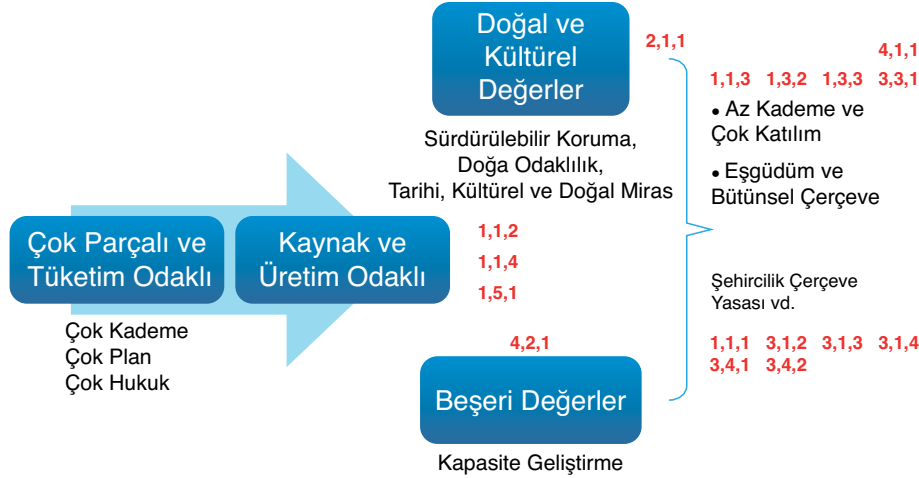 Doğal ve
Kültürel
Değerler
2,1,1
Sürdürülebilir Koruma,
Doğa Odaklılık,
Tarihi, Kültürel ve Doğal Miras
Çok Parçalı ve
Tüketim Odaklı
Kaynak ve
Üretim Odaklı
1,1,2
1,1,4
1,5,1
Çok Kademe
Çok Plan
Çok Hukuk
4,2,1
Beşeri Değerler
Kapasite Geliştirme
4,1,1
1,1,3 1,3,2 1,3,3 3,3,1
• Az Kademe ve
Çok Katılım
• Eşgüdüm ve
Bütünsel Çerçeve
Şehircilik Çerçeve
Yasası vd.
1,1,1 3,1,2 3,1,3 3,1,4
3,4,1 3,4,2